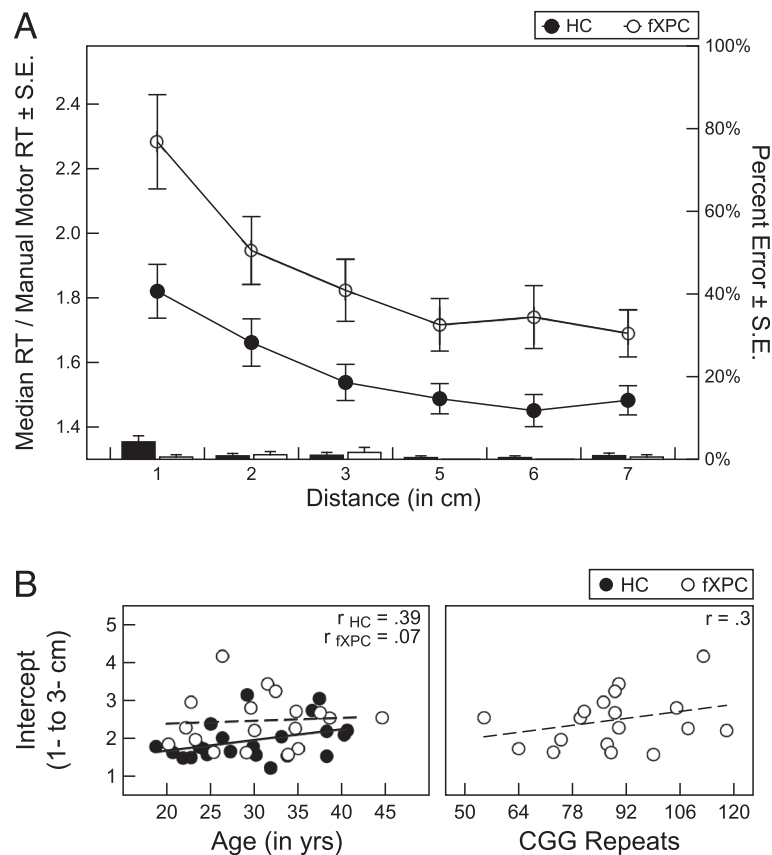 A
HC fXPC
Median RT / Manual Motor RT ± S.E.
2.4
2.2
2.0
1.8
1.6
1.4
100%
80%
60%
40%
20%
0%
Percent Error ± S.E.
1 2 3 5 6 7
Distance (in cm)
B
HC fXPC
Intercept
(1- to 3- cm)
5
4
3
2
1
r HC = .39
r fXPC = .07
20 25 30 35 40 45
Age (in yrs)
r = .3
50 64 78 92 106 120
CGG Repeats